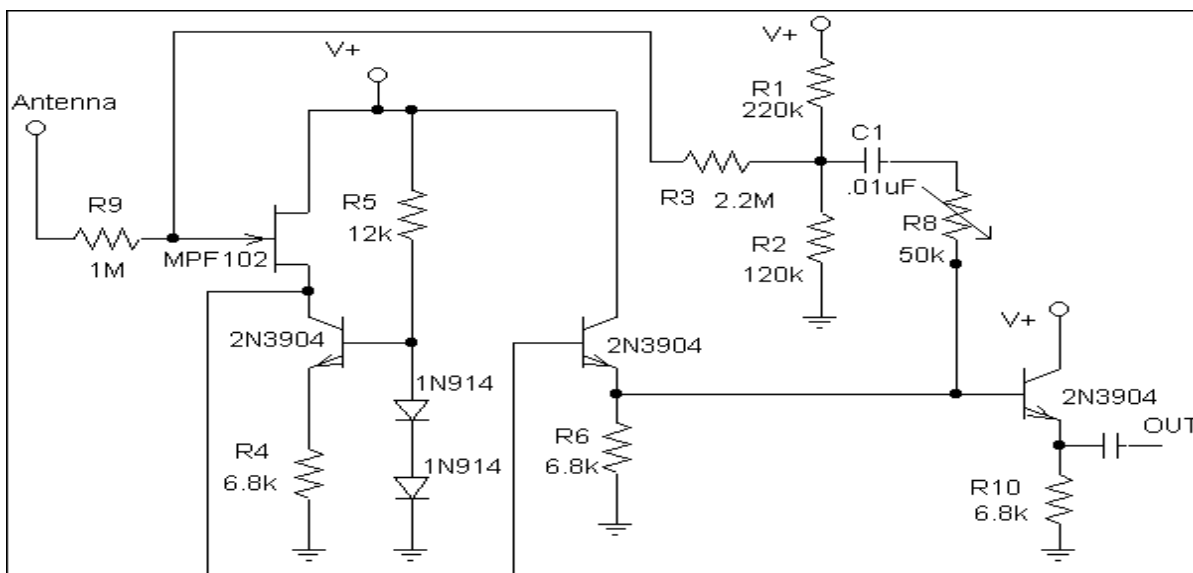 V+
V+
Antenna
R1
220k
C1
.01uF
R9
1M
R5
12k
R3
2.2M
R8
50k
MPF102
R2
120k
2N3904
2N3904
V+
1N914
2N3904
OUT
R4
6.8k
1N914
R6
6.8k
R10
6.8k